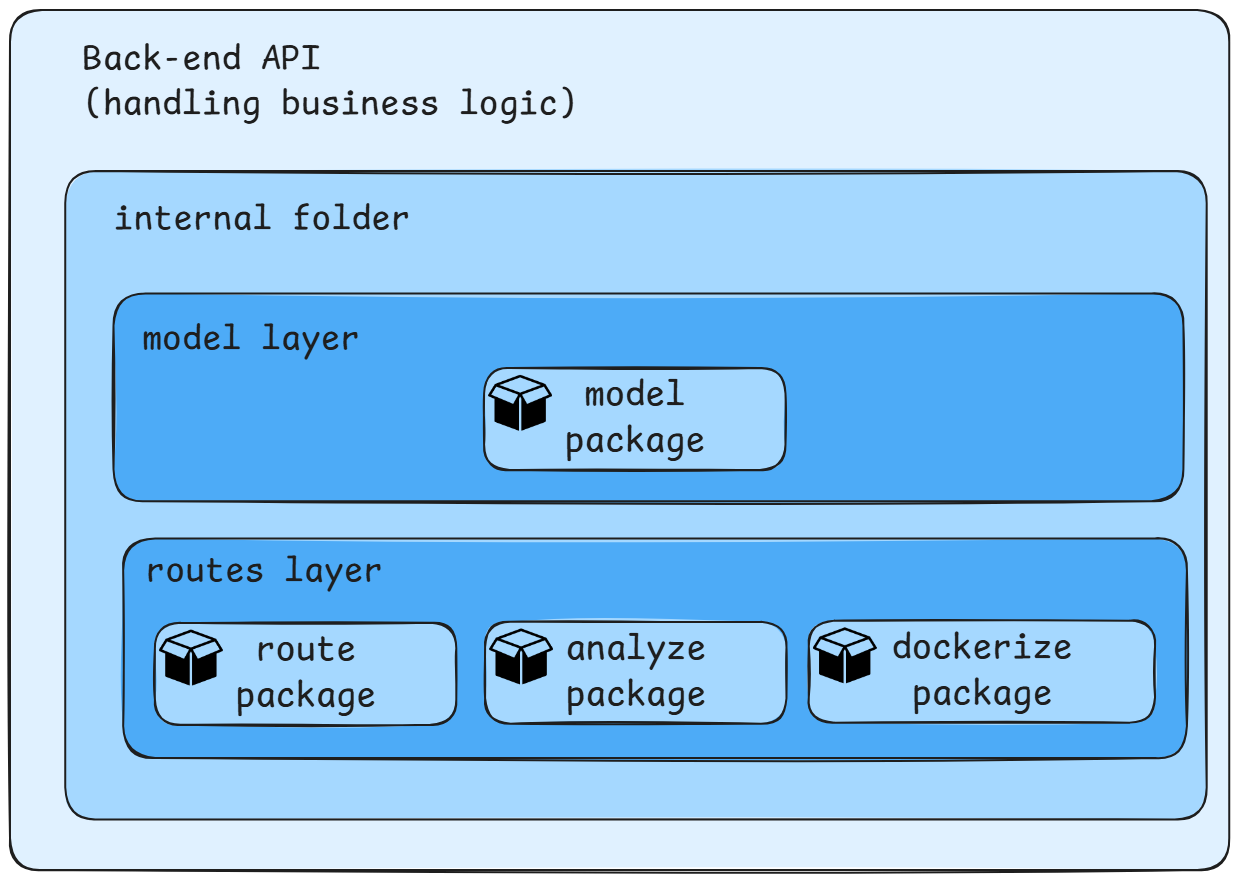 Back-end API
(handling business logic)
internal folder
model layer
model
package
routes layer
route
package
analyze
package
dockerize
package